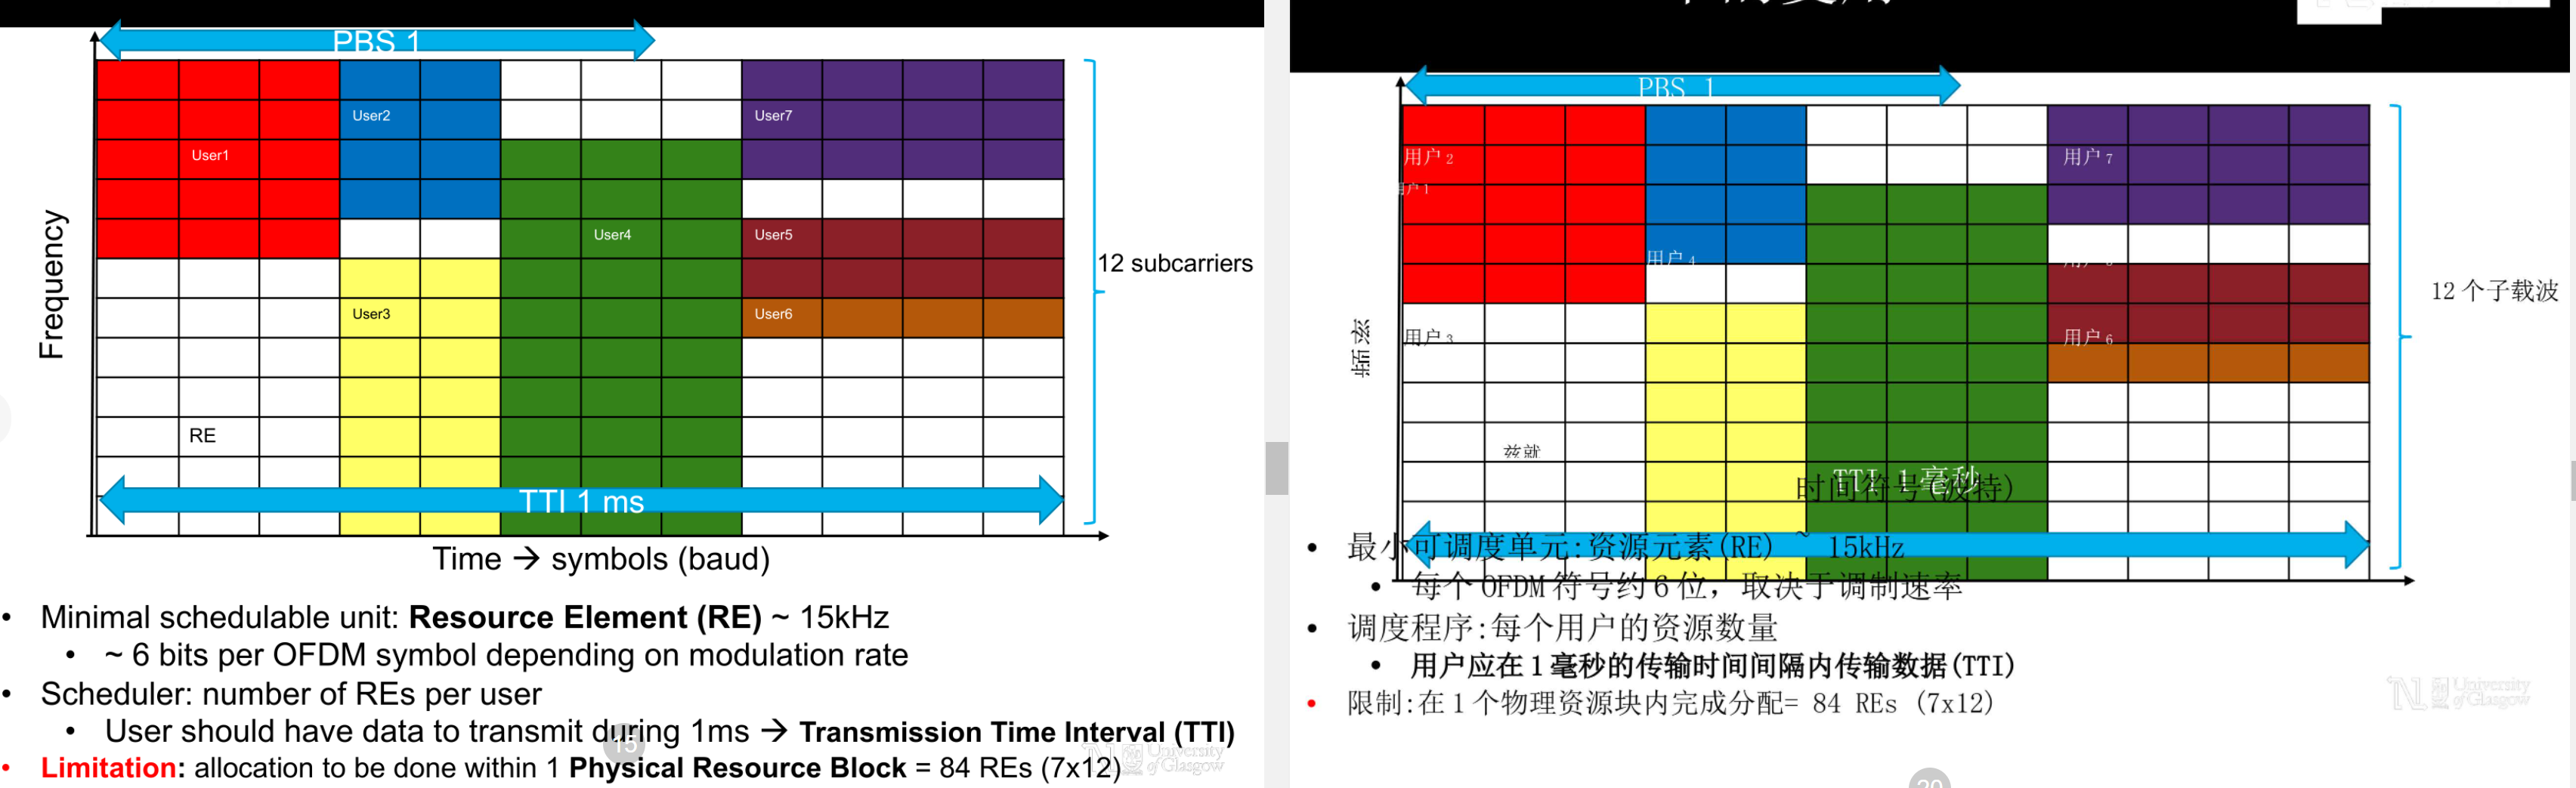 PBS 1
User2
User7
User1
User4
User5
12 subcarriers
User3
User6
Frequency
RE
TTI 1 ms
Time → symbols (baud)
• Minimal schedulable unit: Resource Element (RE) ~ 15kHz
• ~ 6 bits per OFDM symbol depending on modulation rate
• Scheduler: number of REs per user
• User should have data to transmit during 1ms → Transmission Time Interval (TTI)
• Limitation: allocation to be done within 1 Physical Resource Block = 84 REs (7x12)
15
University
of Glasgow
PBS 1
用户 2
用户 7
用户 1
用户 4
12 个子载波
用户 3
用户 6
TTI 1 毫秒
时间符号(波特)
• 最小可调度单元:资源元素(RE) ~ 15kHz
• 每个 OFDM 符号约 6 位，取决于调制速率
• 调度程序:每个用户的资源数量
• 用户应在 1 毫秒的传输时间间隔内传输数据(TTI)
• 限制:在 1 个物理资源块内完成分配= 84 REs (7x12)
University
of Glasgow